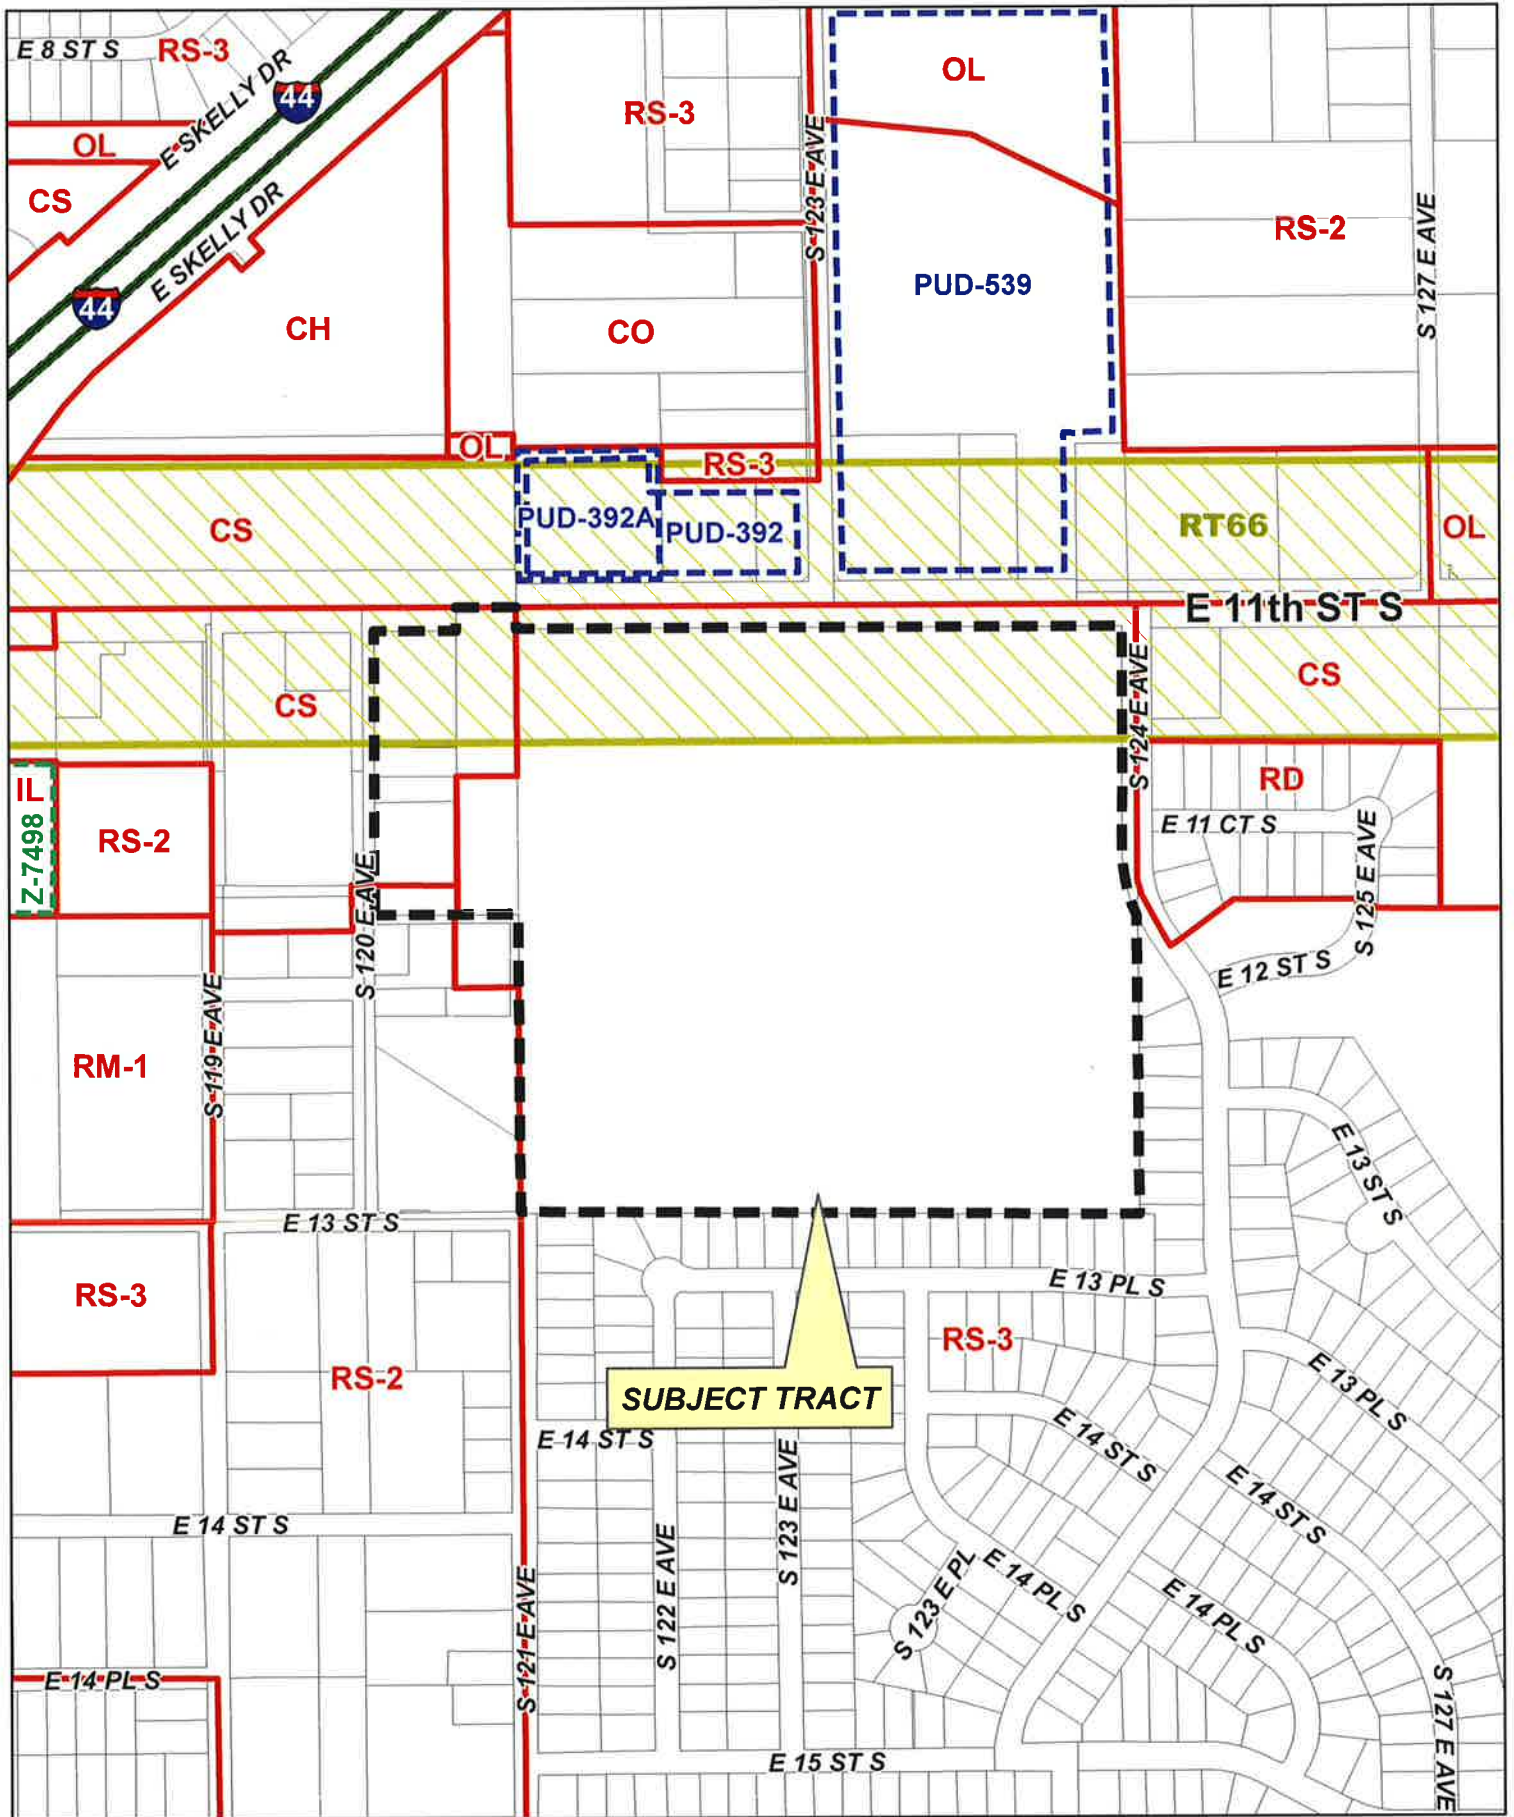 E 8 ST S
RS-3
E SKELLY DR
44
OL
CS
E SKELLY DR
44
CH
RS-3
CO
S 123 E AVE
OL
PUD-539
RS-2
S 127 E AVE
OL
RS-3
CS
PUD-392A
PUD-392
RT66
OL
E 11th ST S
CS
CS
S 124 E AVE
IL
Z-7498
RS-2
RD
E 11 CT S
S 125 E AVE
E 12 ST S
S 120 E AVE
S 119 E AVE
RM-1
E 13 ST S
E 13 ST S
RS-3
RS-2
E 13 PL S
RS-3
SUBJECT TRACT
E 13 PL S
E 14 ST S
E 14 ST S
E 14 ST S
E 14 ST S
S 123 E AVE
S 122 E AVE
S 121 E AVE
S 123 E PL
E 14 PL S
E 14 PL S
E 14 PL S
S 127 E AVE
E 15 ST S